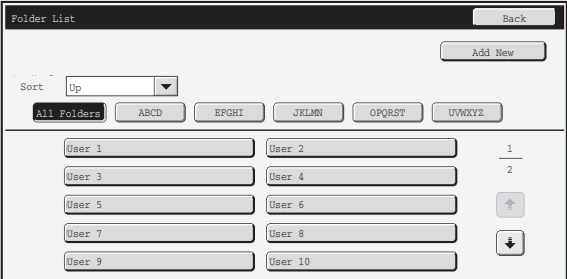 Folder List Back
Add New
Sort Up
All Folders ABCD EFGHI JKLMN OPQRST UVWXYZ
User 1 User 2 1
User 3 User 4 2
User 5 User 6
User 7 User 8
User 9 User 10